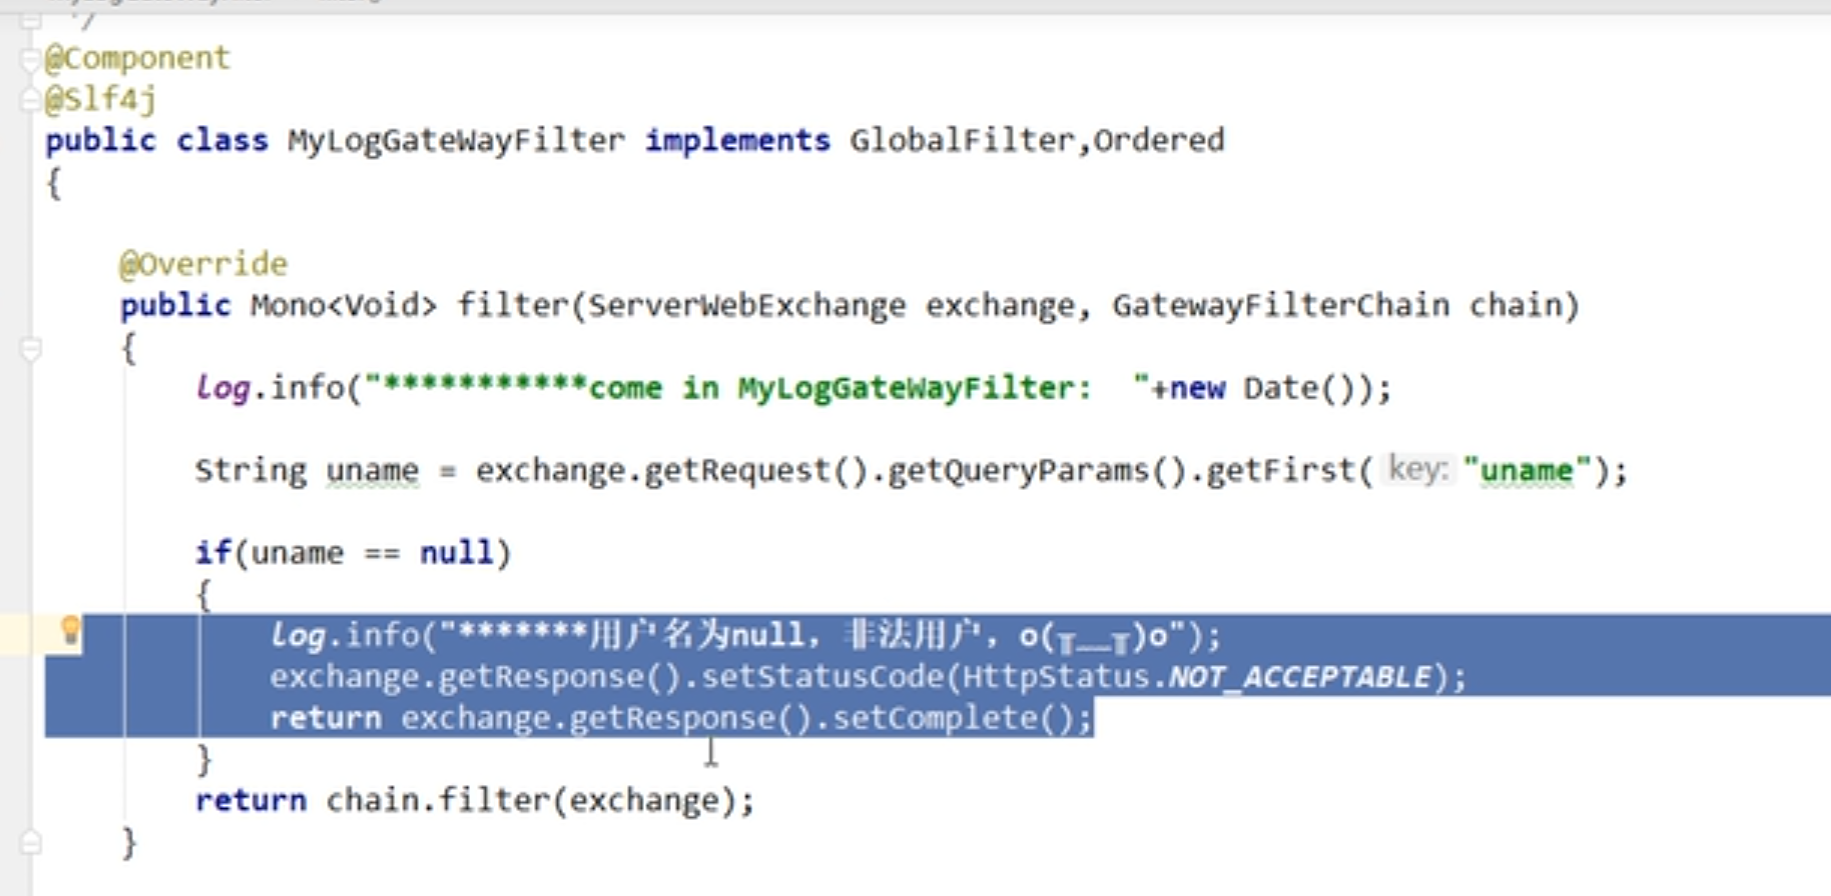 */
@Component
@Slf4j
public class MyLogGateWayFilter implements GlobalFilter,Ordered
{
@Override
public Mono<Void> filter(ServerWebExchange exchange, GatewayFilterChain chain)
{
log.info("***********come in MyLogGateWayFilter:  "+new Date());
String uname = exchange.getRequest().getQueryParams().getFirst( key: "uname");
if(uname == null)
{
log.info("*******用户名为null，非法用户，o(╥﹏╥)o");
exchange.getResponse().setStatusCode(HttpStatus.NOT_ACCEPTABLE);
return exchange.getResponse().setComplete();
}
return chain.filter(exchange);
}